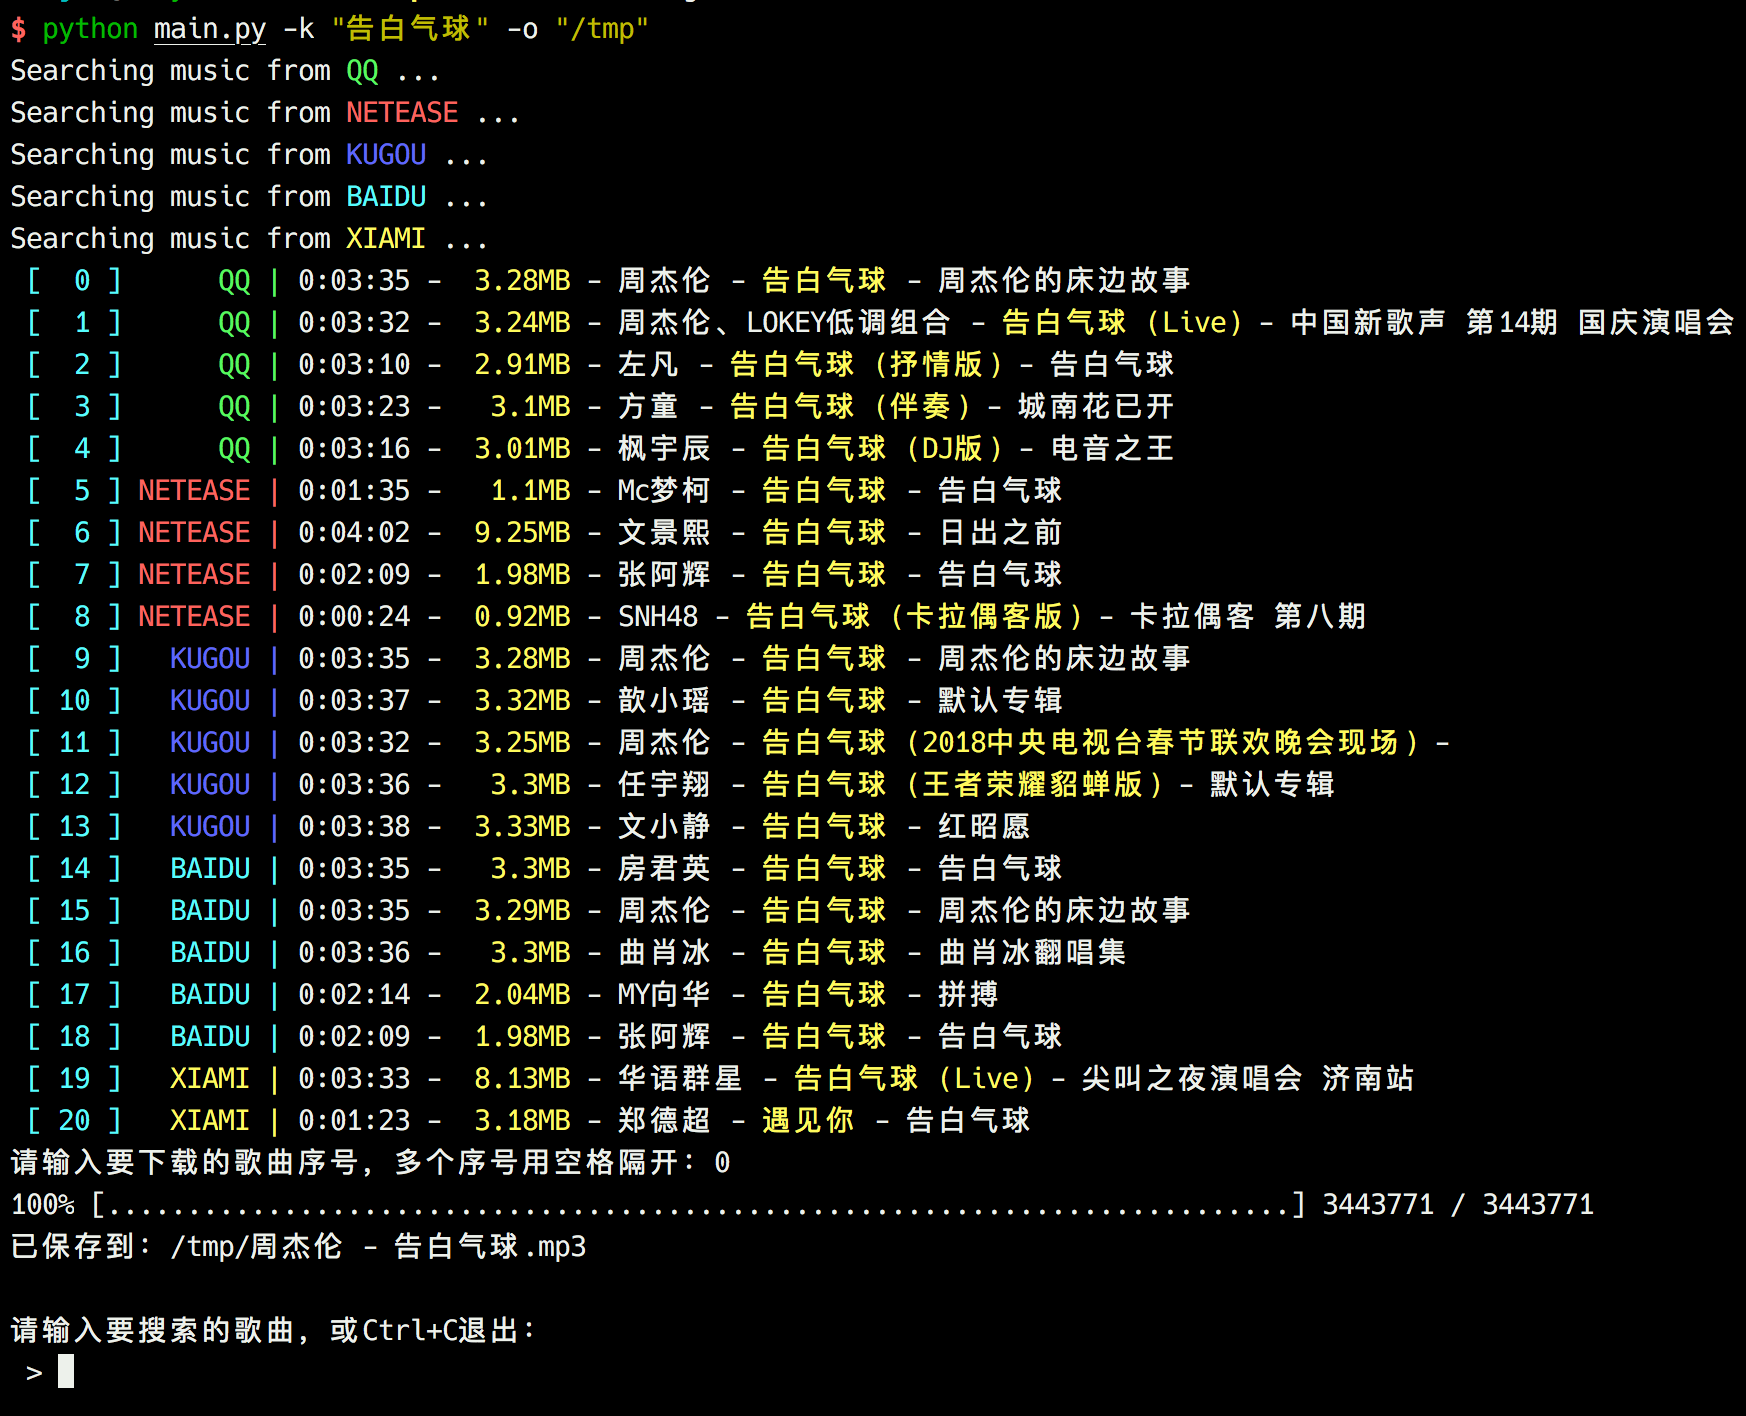 $ python main.py -k "告白气球" -o "/tmp"
Searching music from QQ ...
Searching music from NETEASE ...
Searching music from KUGOU ...
Searching music from BAIDU ...
Searching music from XIAMI ...
[ 0 ] QQ | 0:03:35 - 3.28MB - 周杰伦 - 告白气球 - 周杰伦的床边故事
[ 1 ] QQ | 0:03:32 - 3.24MB - 周杰伦、LOKEY低调组合 - 告白气球 (Live) - 中国新歌声 第14期 国庆演唱会
[ 2 ] QQ | 0:03:10 - 2.91MB - 左凡 - 告白气球 (抒情版) - 告白气球
[ 3 ] QQ | 0:03:23 - 3.1MB - 方童 - 告白气球 (伴奏) - 城南花已开
[ 4 ] QQ | 0:03:16 - 3.01MB - 枫宇辰 - 告白气球 (DJ版) - 电音之王
[ 5 ] NETEASE | 0:01:35 - 1.1MB - Mc梦柯 - 告白气球 - 告白气球
[ 6 ] NETEASE | 0:04:02 - 9.25MB - 文景熙 - 告白气球 - 日出之前
[ 7 ] NETEASE | 0:02:09 - 1.98MB - 张阿辉 - 告白气球 - 告白气球
[ 8 ] NETEASE | 0:00:24 - 0.92MB - SNH48 - 告白气球 (卡拉偶客版) - 卡拉偶客 第八期
[ 9 ] KUGOU | 0:03:35 - 3.28MB - 周杰伦 - 告白气球 - 周杰伦的床边故事
[ 10 ] KUGOU | 0:03:37 - 3.32MB - 歆小瑶 - 告白气球 - 默认专辑
[ 11 ] KUGOU | 0:03:32 - 3.25MB - 周杰伦 - 告白气球 (2018中央电视台春节联欢晚会现场) -
[ 12 ] KUGOU | 0:03:36 - 3.3MB - 任宇翔 - 告白气球 (王者荣耀貂蝉版) - 默认专辑
[ 13 ] KUGOU | 0:03:38 - 3.33MB - 文小静 - 告白气球 - 红昭愿
[ 14 ] BAIDU | 0:03:35 - 3.3MB - 房君英 - 告白气球 - 告白气球
[ 15 ] BAIDU | 0:03:35 - 3.29MB - 周杰伦 - 告白气球 - 周杰伦的床边故事
[ 16 ] BAIDU | 0:03:36 - 3.3MB - 曲肖冰 - 告白气球 - 曲肖冰翻唱集
[ 17 ] BAIDU | 0:02:14 - 2.04MB - MY向华 - 告白气球 - 拼搏
[ 18 ] BAIDU | 0:02:09 - 1.98MB - 张阿辉 - 告白气球 - 告白气球
[ 19 ] XIAMI | 0:03:33 - 8.13MB - 华语群星 - 告白气球 (Live) - 尖叫之夜演唱会 济南站
[ 20 ] XIAMI | 0:01:23 - 3.18MB - 郑德超 - 遇见你 - 告白气球
请输入要下载的歌曲序号，多个序号用空格隔开：0
100% [..........................................................................] 3443771 / 3443771
已保存到：/tmp/周杰伦 - 告白气球.mp3
请输入要搜索的歌曲，或Ctrl+C退出：
>